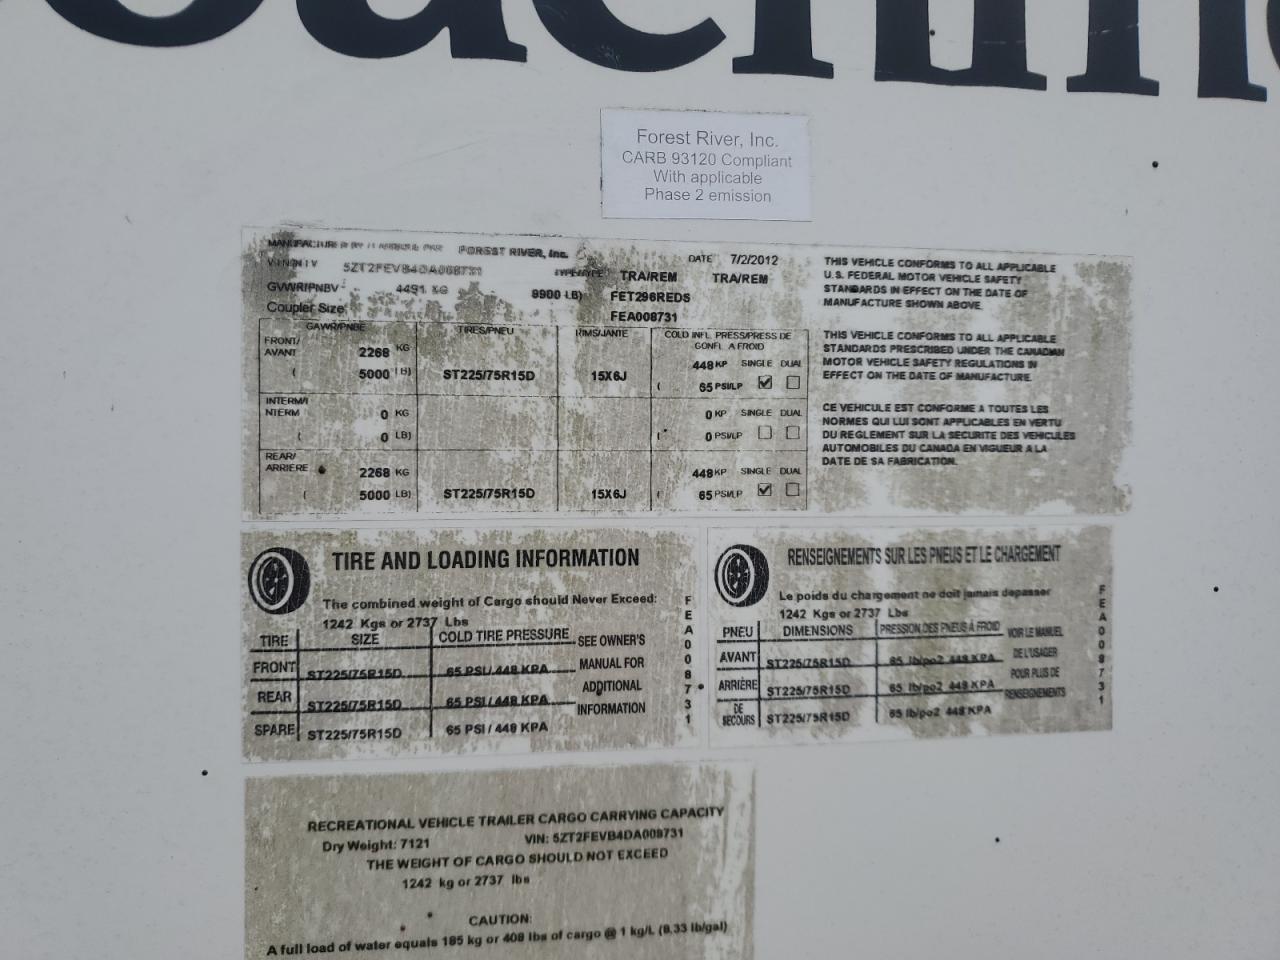 Forest River, Inc.
CARB 93120 Compliant
With applicable
Phase 2 emission
FOREST RIVER, Inc. DATE 7/2/2012
5ZT2FEVB4DA008731 TRA/REM TRA/REM
GVWR/PNBV 4491 KG 9900 LB) FET296REDS
Coupler Size: FEA008731
GAWR/PNBE TIRES/PNEU RIMS/JANTE COLD INFL. PRESS/PRESS DE
GONFL. A FROID
FRONT/
AVANT 2268 KG 448 KP SINGLE DUAL
( 5000 LB) ST225/75R15D 15X6J ( 65 PSI/LP
INTERM/I
NTERM 0 KG 0 KP SINGLE DUAL
( 0 LB) ( 0 PSI/LP
REAR/
ARRIERE 2268 KG 448 KP SINGLE DUAL
( 5000 LB) ST225/75R15D 15X6J ( 65 PSI/LP
THIS VEHICLE CONFORMS TO ALL APPLICABLE
U.S. FEDERAL MOTOR VEHICLE SAFETY
STANDARDS IN EFFECT ON THE DATE OF
MANUFACTURE SHOWN ABOVE.
THIS VEHICLE CONFORMS TO ALL APPLICABLE
STANDARDS PRESCRIBED UNDER THE CANADIAN
MOTOR VEHICLE SAFETY REGULATIONS IN
EFFECT ON THE DATE OF MANUFACTURE.
CE VEHICULE EST CONFORME A TOUTES LES
NORMES QUI LUI SONT APPLICABLES EN VERTU
DU REGLEMENT SUR LA SECURITE DES VEHICULES
AUTOMOBILES DU CANADA EN VIGUEUR A LA
DATE DE SA FABRICATION.
TIRE AND LOADING INFORMATION
The combined weight of Cargo should Never Exceed:
1242 Kgs or 2737 Lbs
TIRE SIZE COLD TIRE PRESSURE
FRONT ST225/75R15D 65 PSI/ 448 KPA
REAR ST225/75R15D 65 PSI/ 448 KPA
SPARE ST225/75R15D 65 PSI / 448 KPA
SEE OWNER'S
MANUAL FOR
ADDITIONAL
INFORMATION
FEA008731
RENSEIGNEMENTS SUR LES PNEUS ET LE CHARGEMENT
Le poids du chargement ne doit jamais depasser
1242 Kgs or 2737 Lbs
PNEU DIMENSIONS PRESSION DES PNEUS À FROID
AVANT ST225/75R15D 65 lb/po2 448 KPA
ARRIÈRE ST225/75R15D 65 lb/po2 448 KPA
DE
SECOURS ST225/75R15D 65 lb/po2 448 KPA
VOIR LE MANUEL
DE L'USAGER
POUR PLUS DE
RENSEIGNEMENTS
FEA008731
RECREATIONAL VEHICLE TRAILER CARGO CARRYING CAPACITY
Dry Weight: 7121 VIN: 5ZT2FEVB4DA008731
THE WEIGHT OF CARGO SHOULD NOT EXCEED
1242 kg or 2737 lbs
CAUTION:
A full load of water equals 185 kg or 408 lbs of cargo @ 1 kg/L (8.33 lb/gal)